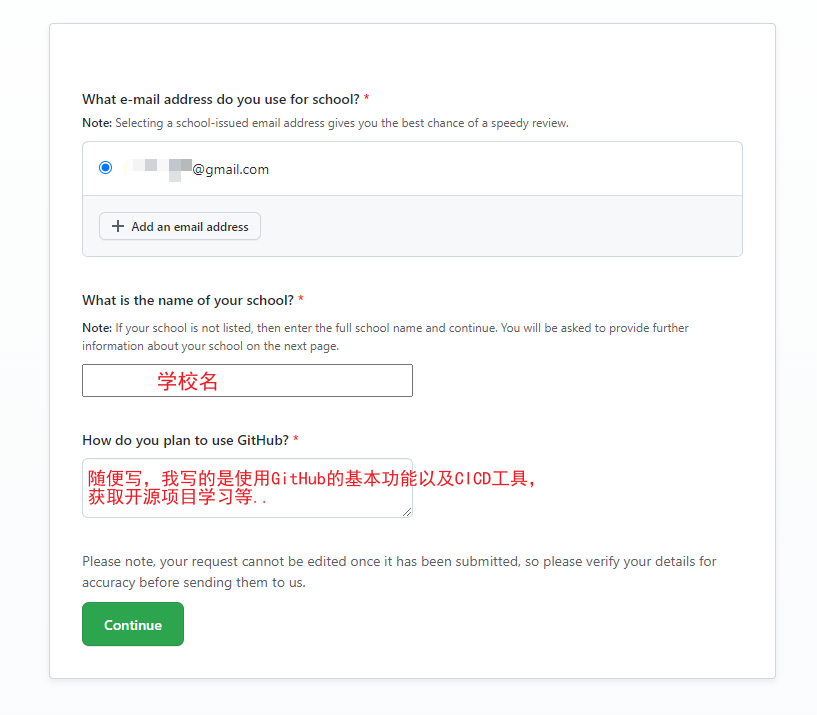 What e-mail address do you use for school? *
Note: Selecting a school-issued email address gives you the best chance of a speedy review.
@gmail.com
Add an email address
What is the name of your school? *
Note: If your school is not listed, then enter the full school name and continue. You will be asked to provide further
information about your school on the next page.
学校名
How do you plan to use GitHub? *
随便写，我写的是使用GitHub的基本功能以及CICD工具，
获取开源项目学习等..
Please note, your request cannot be edited once it has been submitted, so please verify your details for
accuracy before sending them to us.
Continue